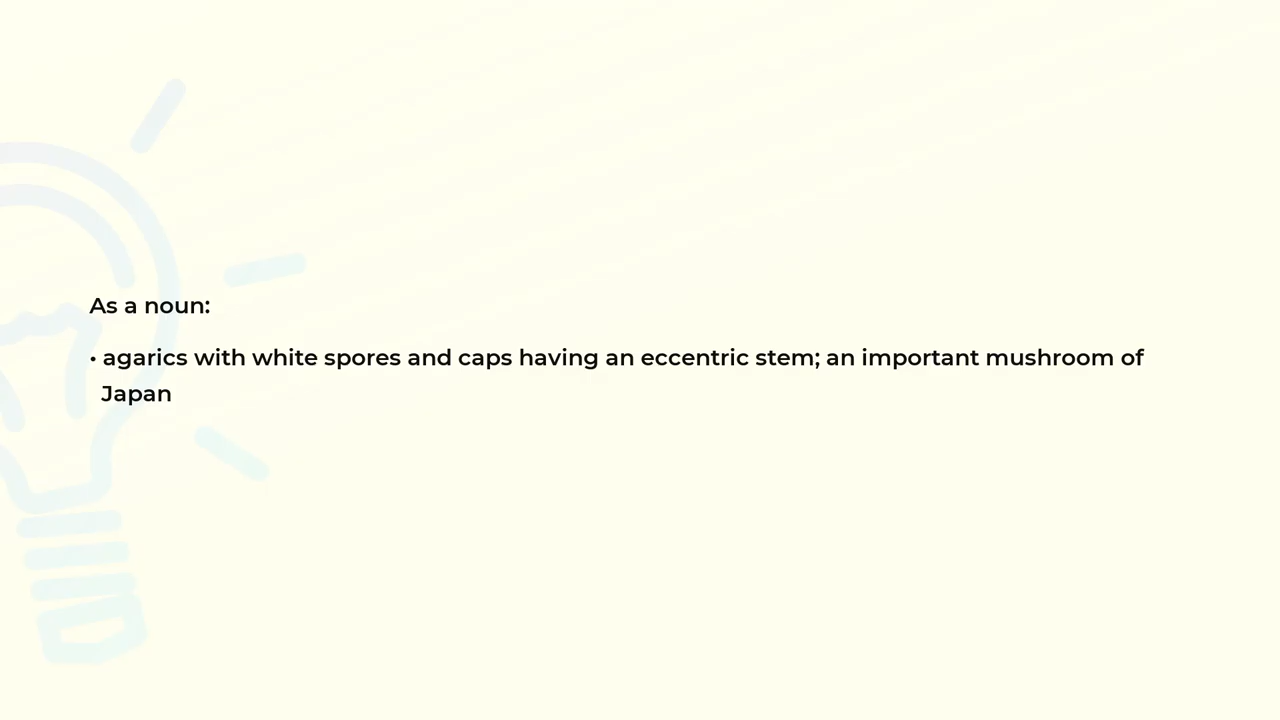 As a noun:
• agarics with white spores and caps having an eccentric stem; an important mushroom of
Japan